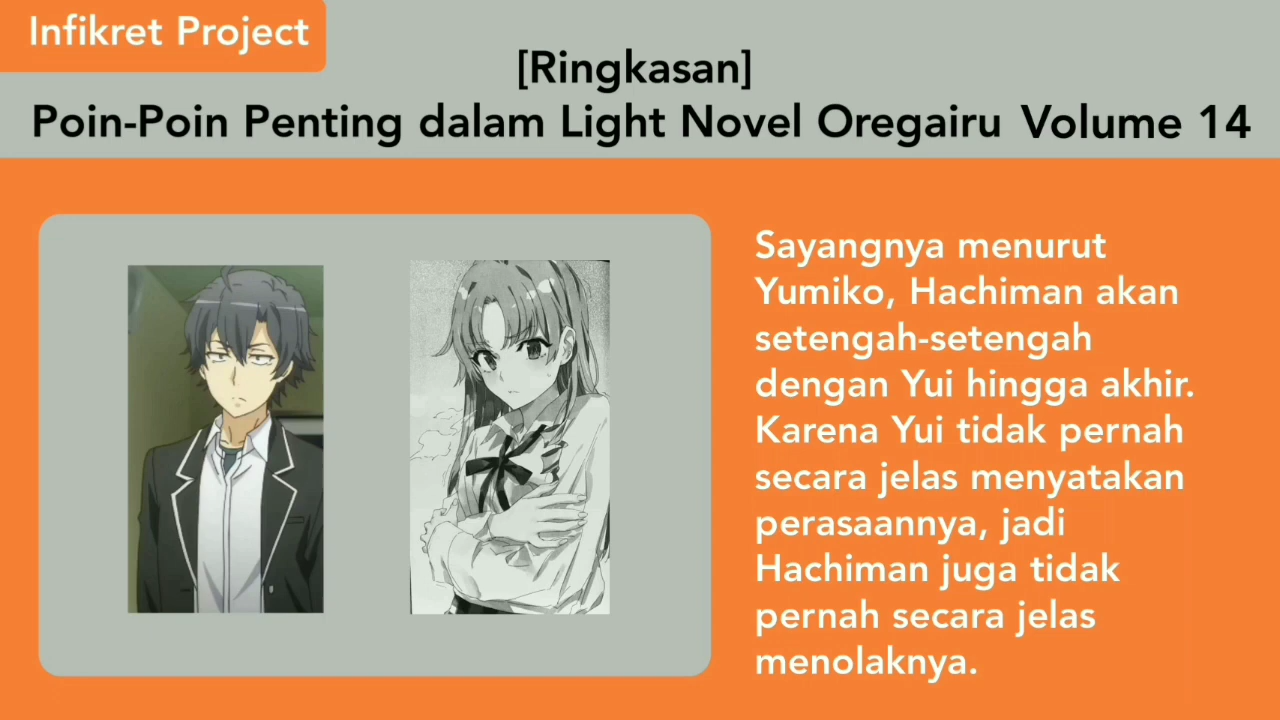 Infikret Project
[Ringkasan]
Poin-Poin Penting dalam Light Novel Oregairu Volume 14
Sayangnya menurut
Yumiko, Hachiman akan
setengah-setengah
dengan Yui hingga akhir.
Karena Yui tidak pernah
secara jelas menyatakan
perasaannya, jadi
Hachiman juga tidak
pernah secara jelas
menolaknya.